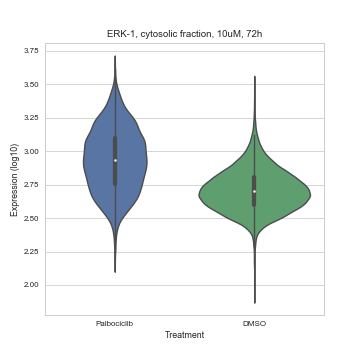 ERK-1, cytosolic fraction, 10uM, 72h
3.75
3.50
3.25
3.00
2.75
2.50
2.25
2.00
Expression (log10)
Palbociclib
DMSO
Treatment